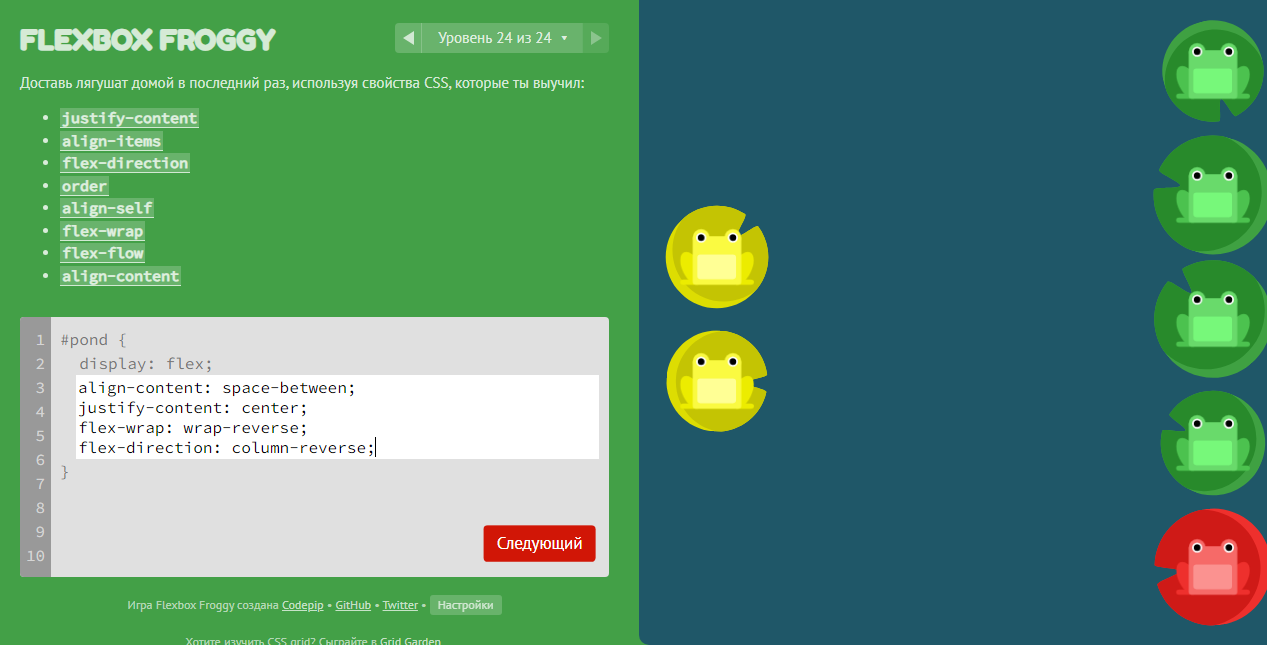 FLEXBOX FROGGY
◀ Уровень 24 из 24 ▾ ▶
Доставь лягушат домой в последний раз, используя свойства CSS, которые ты выучил:
• justify-content
• align-items
• flex-direction
• order
• align-self
• flex-wrap
• flex-flow
• align-content
1 #pond {
2 display: flex;
3 align-content: space-between;
4 justify-content: center;
5 flex-wrap: wrap-reverse;
6 flex-direction: column-reverse;
7 }
8
9
10
Следующий
Игра Flexbox Froggy создана Codepip • GitHub • Twitter • Настройки
Хотите изучить CSS grid? Сыграйте в Grid Garden